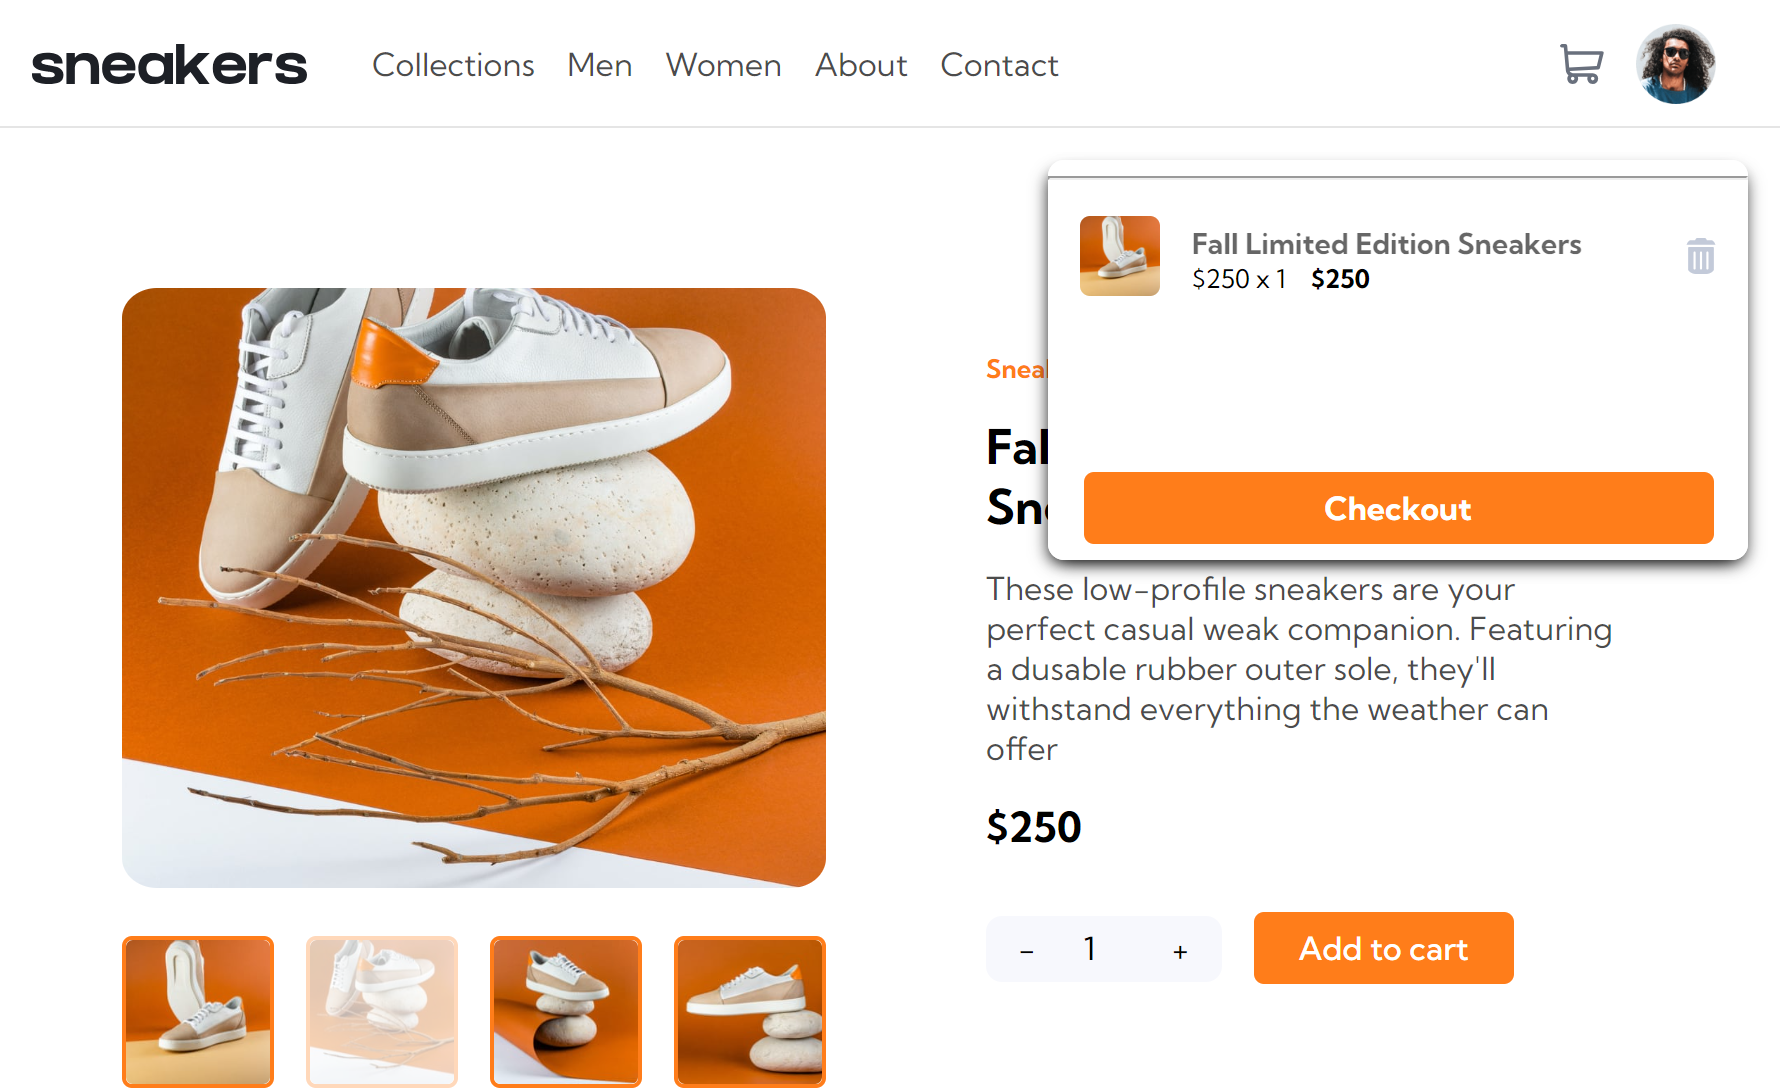 sneakers
Collections Men Women About Contact
Fall Limited Edition Sneakers
$250 x 1 $250
Checkout
Snea
Fal
Sn
These low-profile sneakers are your
perfect casual weak companion. Featuring
a dusable rubber outer sole, they'll
withstand everything the weather can
offer
$250
- 1 +
Add to cart